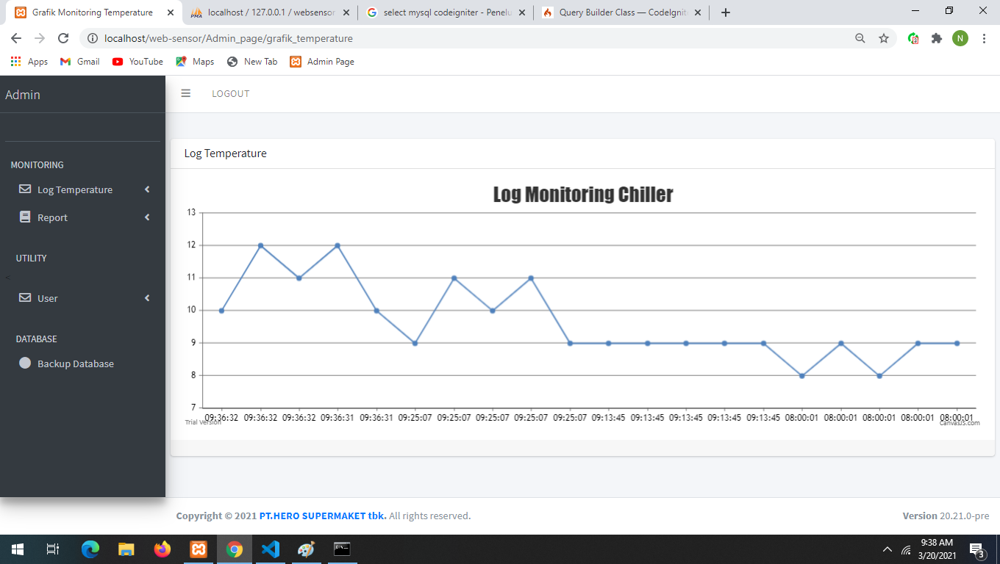 Grafik Monitoring Temperature
localhost / 127.0.0.1 / websensor
select mysql codeigniter - Penelu
Query Builder Class — CodeIgnit
localhost/web-sensor/Admin_page/grafik_temperature
N
Apps Gmail YouTube Maps New Tab Admin Page
Admin
LOGOUT
MONITORING
Log Temperature
Report
UTILITY
<
User
DATABASE
Backup Database
Log Temperature
Log Monitoring Chiller
13
12
11
10
9
8
7
09:36:32 09:36:32 09:36:32 09:36:31 09:36:31 09:25:07 09:25:07 09:25:07 09:25:07 09:25:07 09:13:45 09:13:45 09:13:45 09:13:45 09:13:45 08:00:01 08:00:01 08:00:01 08:00:01 08:00:01
Trial Version
CanvasJS.com
Copyright © 2021 PT.HERO SUPERMAKET tbk. All rights reserved.
Version 20.21.0-pre
9:38 AM
3/20/2021
3